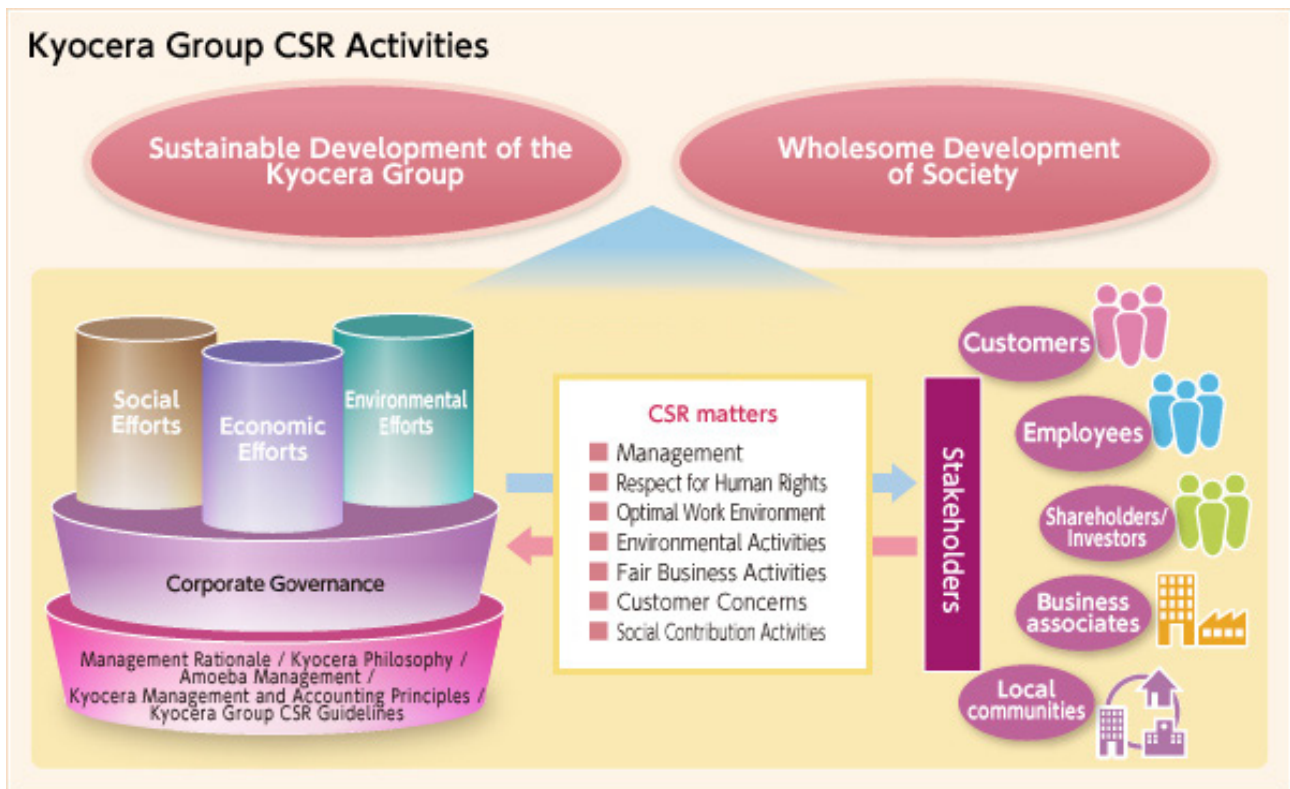 Kyocera Group CSR Activities
Sustainable Development of the
Kyocera Group
Wholesome Development
of Society
Social
Efforts
Economic
Efforts
Environmental
Efforts
Corporate Governance
Management Rationale / Kyocera Philosophy /
Amoeba Management /
Kyocera Management and Accounting Principles /
Kyocera Group CSR Guidelines
CSR matters
Management
Respect for Human Rights
Optimal Work Environment
Environmental Activities
Fair Business Activities
Customer Concerns
Social Contribution Activities
Stakeholders
Customers
Employees
Shareholders/
Investors
Business
associates
Local
communities